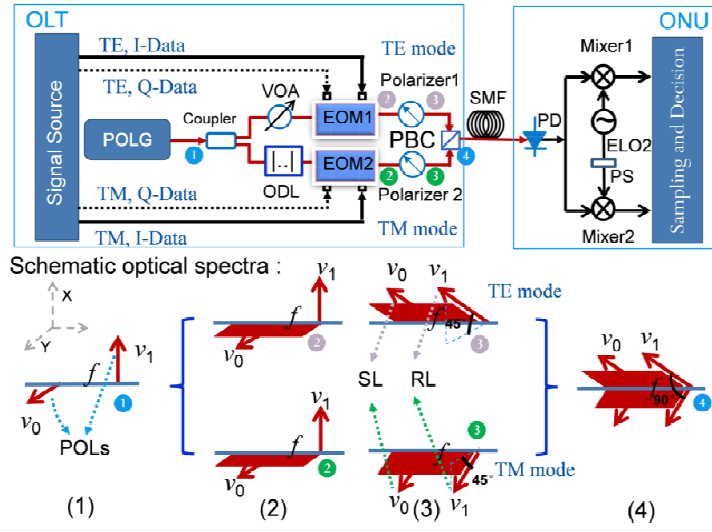 OLT
ONU
Signal Source
TE, I-Data
TE mode
TE, Q-Data
VOA
Polarizer1
2
3
Mixer1
SMF
Coupler
EOM1
POLG
1
PBC
4
PD
ELO2
EOM2
2
3
PS
|..|
ODL
Polarizer 2
TM, Q-Data
TM, I-Data
TM mode
Mixer2
Sampling and Decision
Schematic optical spectra :
X
Y
v1
v0
f
1
POLs
v1
f
v0
2
v1
f
v0
2
v0
v1
TE mode
f
45°
3
SL
RL
3
f
TM mode
45°
v0
v1
v0
v1
f
90
4
(1)
(2)
(3)
(4)